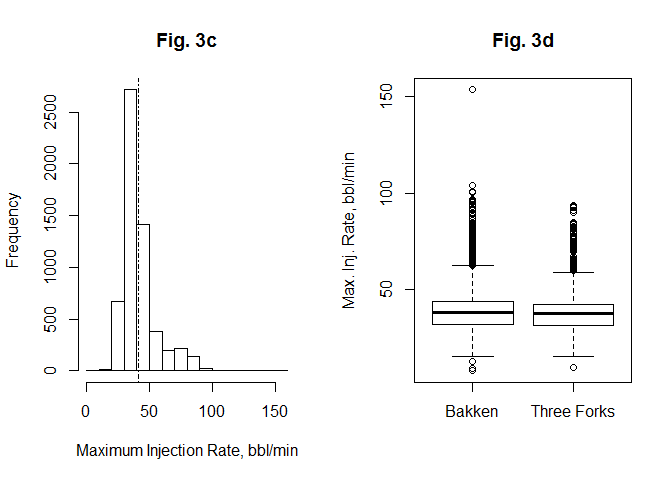 Fig. 3c
Frequency
0
500
1000
1500
2000
2500
0
50
100
150
Maximum Injection Rate, bbl/min
Fig. 3d
Max. Inj. Rate, bbl/min
50
100
150
Bakken
Three Forks